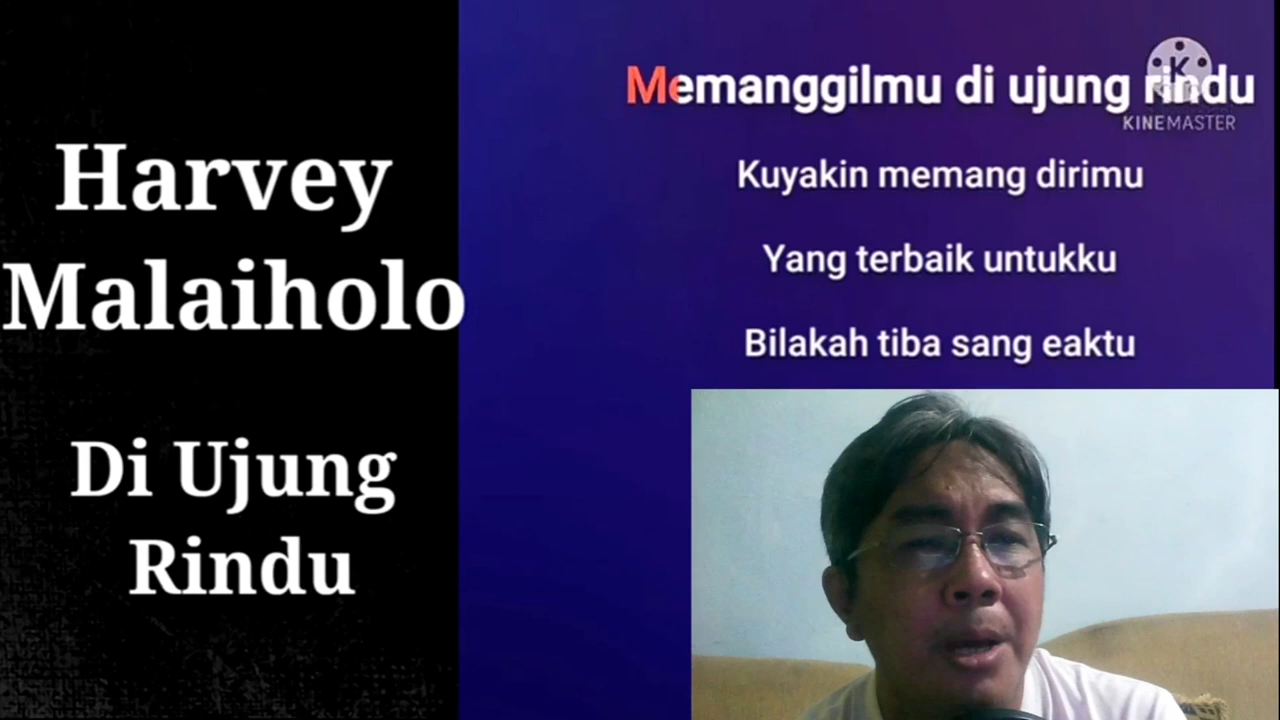 Harvey
Malaiholo
Di Ujung
Rindu
Memanggilmu di ujung rindu
KINEMASTER
Kuyakin memang dirimu
Yang terbaik untukku
Bilakah tiba sang eaktu